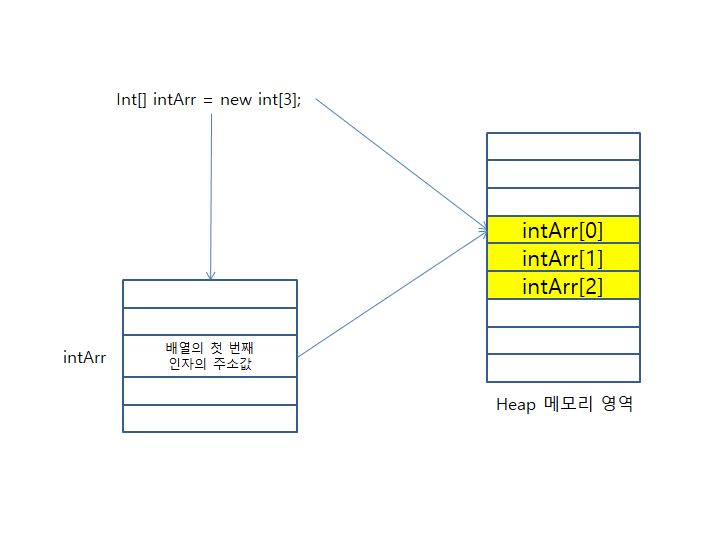 Int[] intArr = new int[3];
intArr[0]
intArr[1]
intArr[2]
배열의 첫 번째
인자의 주소값
intArr
Heap 메모리 영역